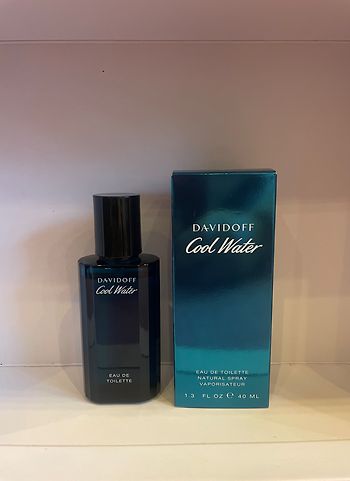 DAVIDOFF
Cool Water
EAU DE
TOILETTE
DAVIDOFF
Cool Water
EAU DE TOILETTE
NATURAL SPRAY
VAPORISATEUR
1.3 FL OZ ℮ 40 ML